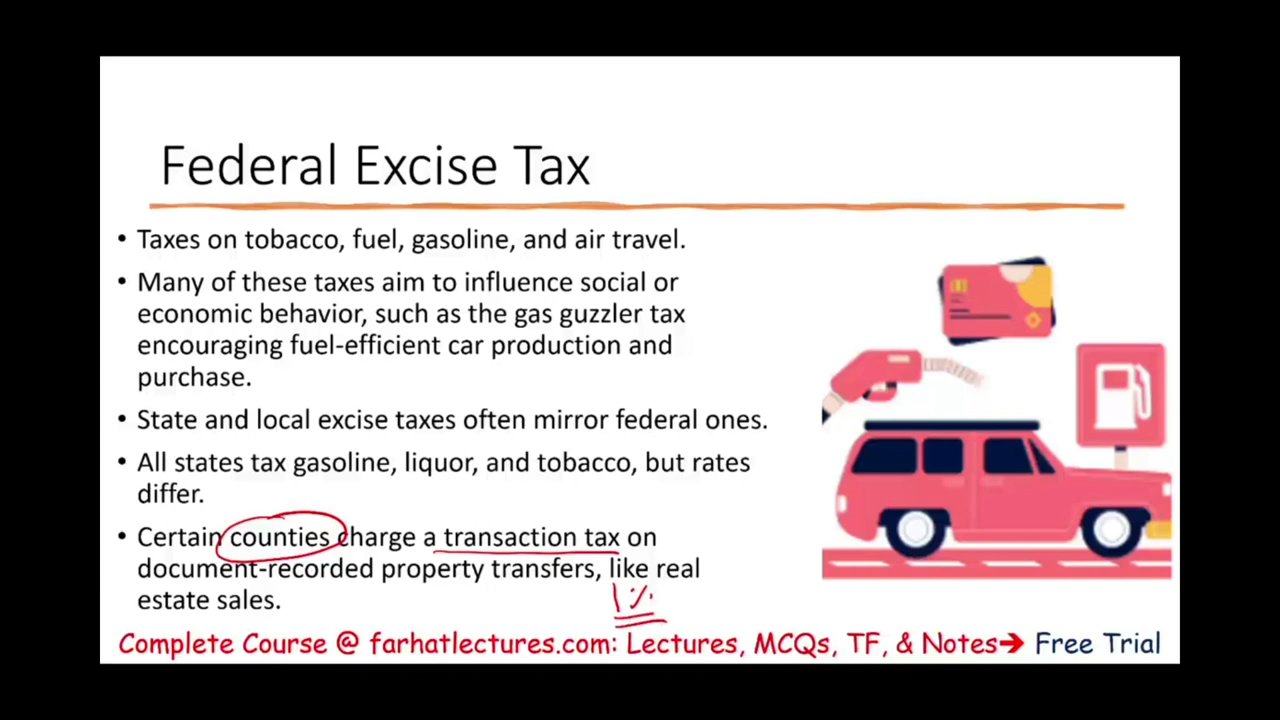 Federal Excise Tax
• Taxes on tobacco, fuel, gasoline, and air travel.
• Many of these taxes aim to influence social or
economic behavior, such as the gas guzzler tax
encouraging fuel-efficient car production and
purchase.
• State and local excise taxes often mirror federal ones.
• All states tax gasoline, liquor, and tobacco, but rates
differ.
• Certain counties charge a transaction tax on
document-recorded property transfers, like real
estate sales.
1%
Complete Course @ farhatlectures.com: Lectures, MCQs, TF, & Notes➔ Free Trial